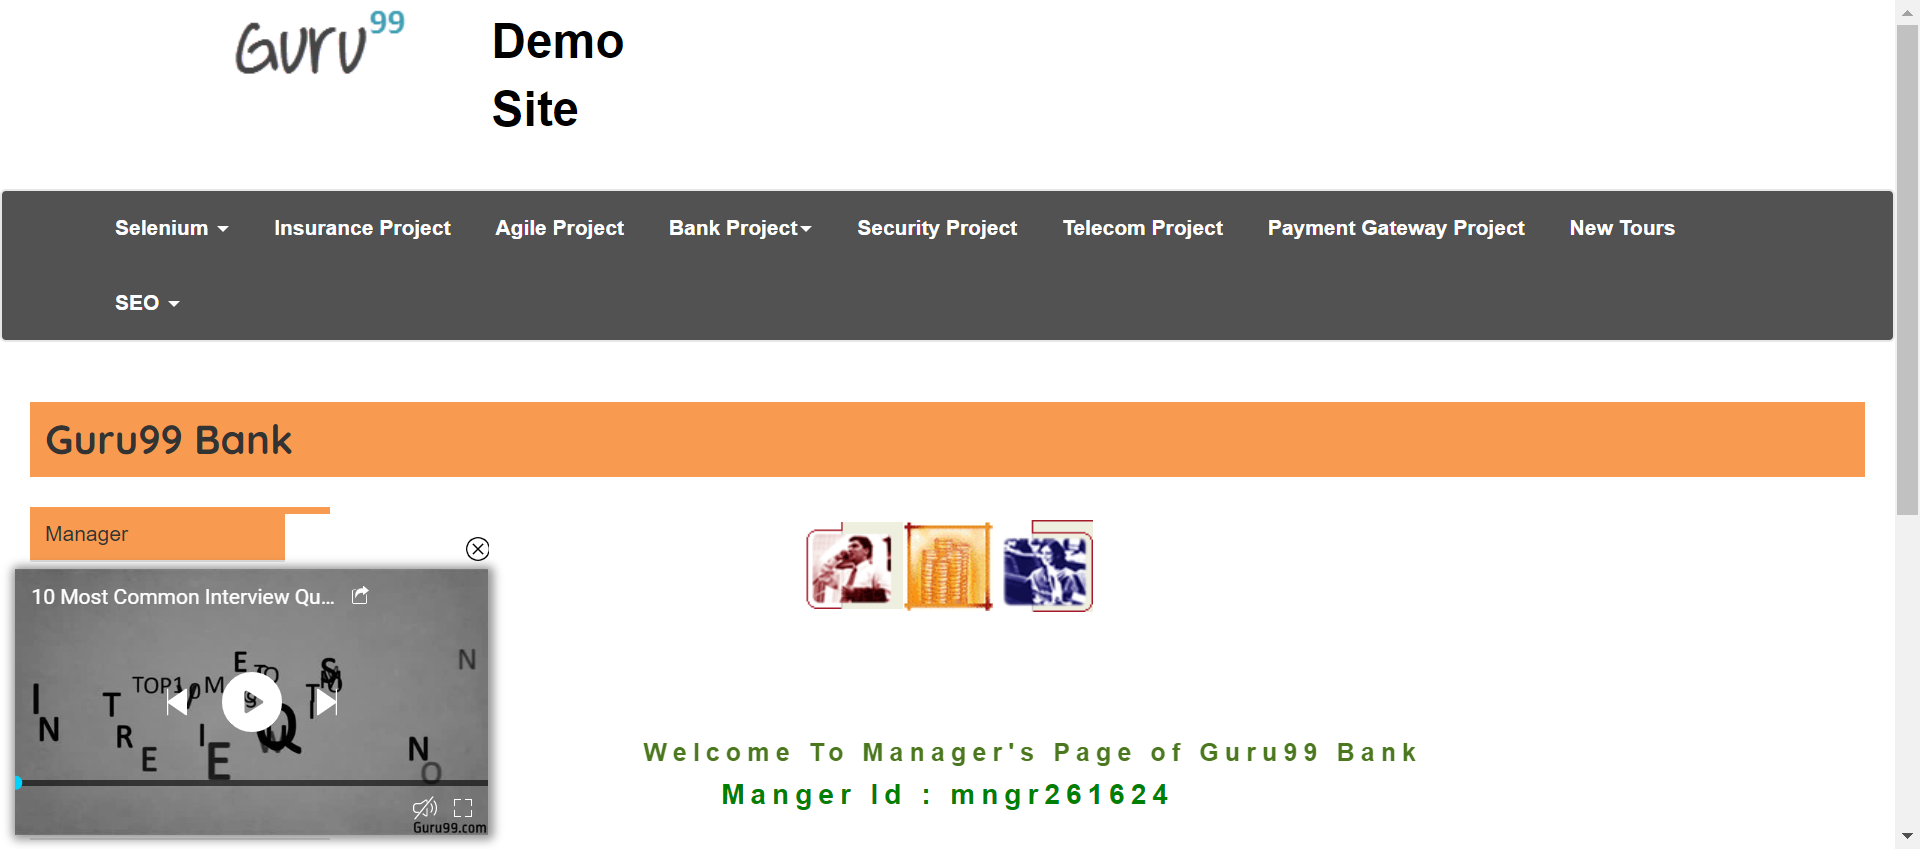 Guru99
Demo
Site
Selenium
Insurance Project
Agile Project
Bank Project
Security Project
Telecom Project
Payment Gateway Project
New Tours
SEO
Guru99 Bank
Manager
10 Most Common Interview Qu...
Welcome To Manager's Page of Guru99 Bank
Manger Id : mngr261624
Guru99.com